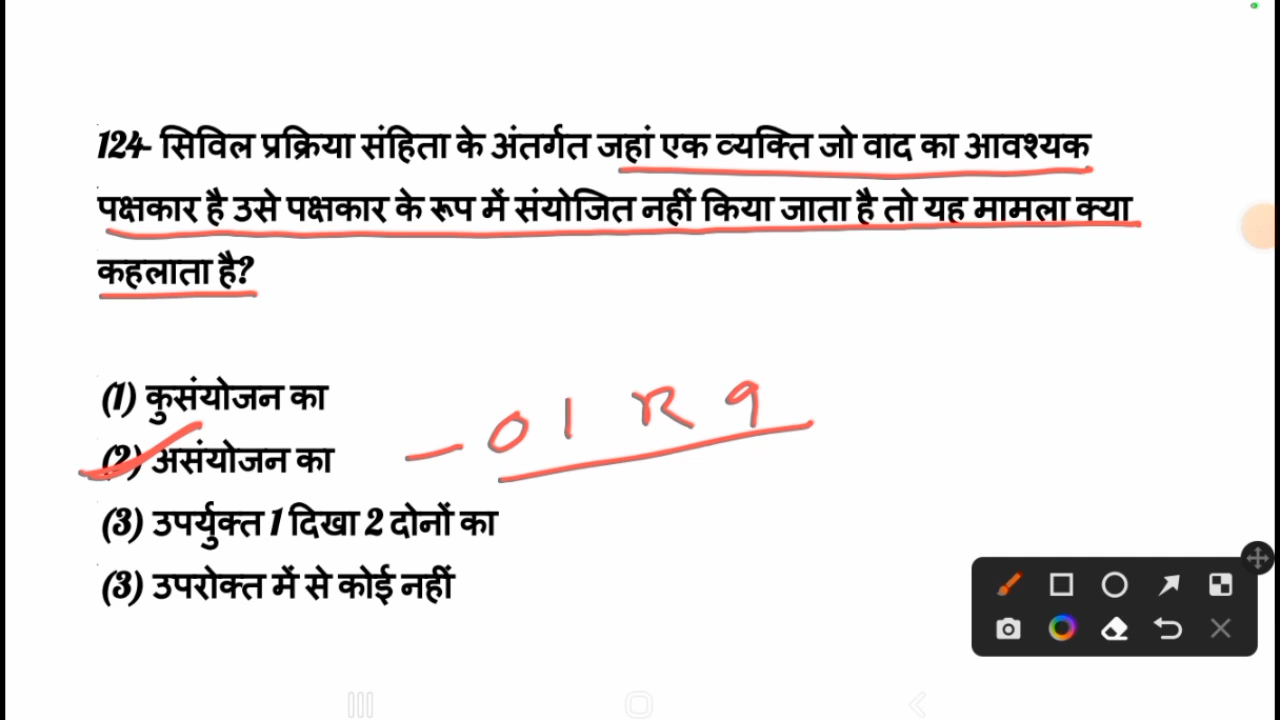 124- सिविल प्रक्रिया संहिता के अंतर्गत जहां एक व्यक्ति जो वाद का आवश्यक
पक्षकार है उसे पक्षकार के रूप में संयोजित नहीं किया जाता है तो यह मामला क्या
कहलाता है?
(1) कुसंयोजन का
(2) असंयोजन का - O 1 R 9
(3) उपर्युक्त 1 दिखा 2 दोनों का
(3) उपरोक्त में से कोई नहीं